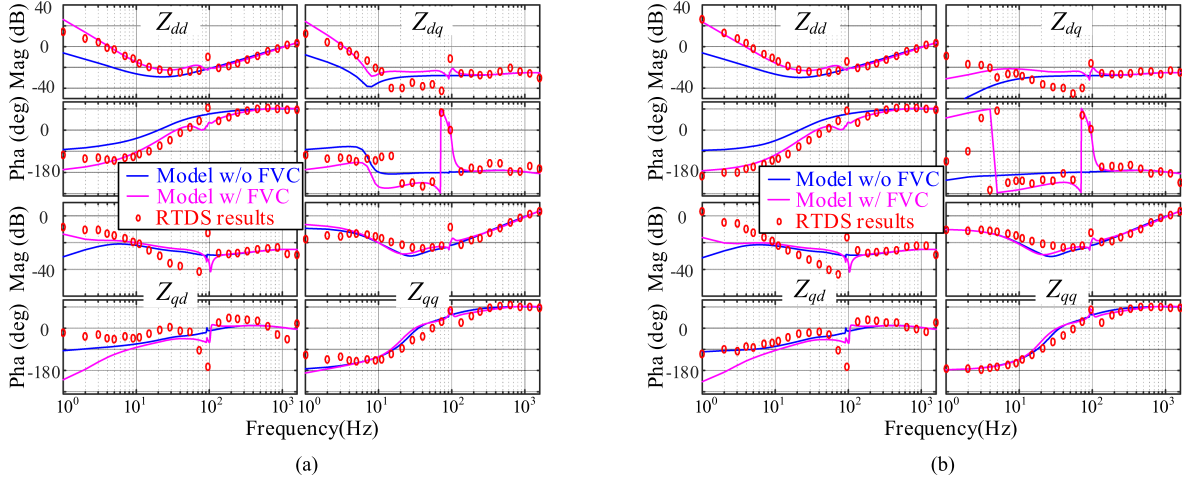 40
Z_dd
Z_dq
Mag (dB)
0
-40
Pha (deg)
0
-180
Model w/o FVC
Model w/ FVC
RTDS results
Mag (dB)
0
-40
Z_qd
Z_qq
Pha (deg)
0
-180
10^0 10^1 10^2 10^3 10^1 10^2 10^3
Frequency(Hz)
(a)
40
Z_dd
Z_dq
Mag (dB)
0
-40
Pha (deg)
0
-180
Model w/o FVC
Model w/ FVC
RTDS results
Mag (dB)
0
-40
Z_qd
Z_qq
Pha (deg)
0
-180
10^0 10^1 10^2 10^3 10^1 10^2 10^3
Frequency(Hz)
(b)